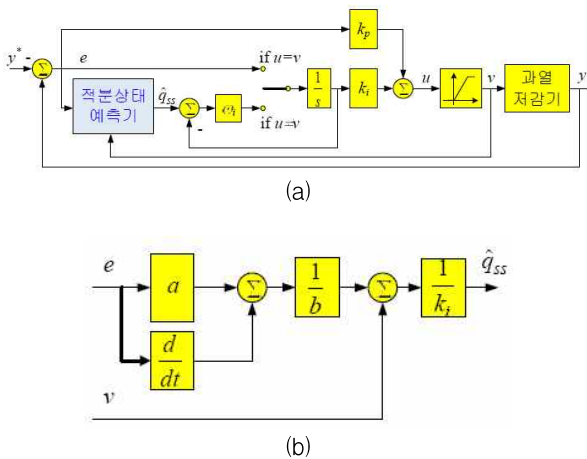 y* - Σ e
if u=v
k_p
적분상태
예측기
q̂_ss
Σ
-
ω_i
if u=v
1/s
k_i
Σ
u
v
과열
저감기
y
(a)
e
a
Σ
1/b
Σ
1/k_i
q̂_ss
d/dt
v
(b)